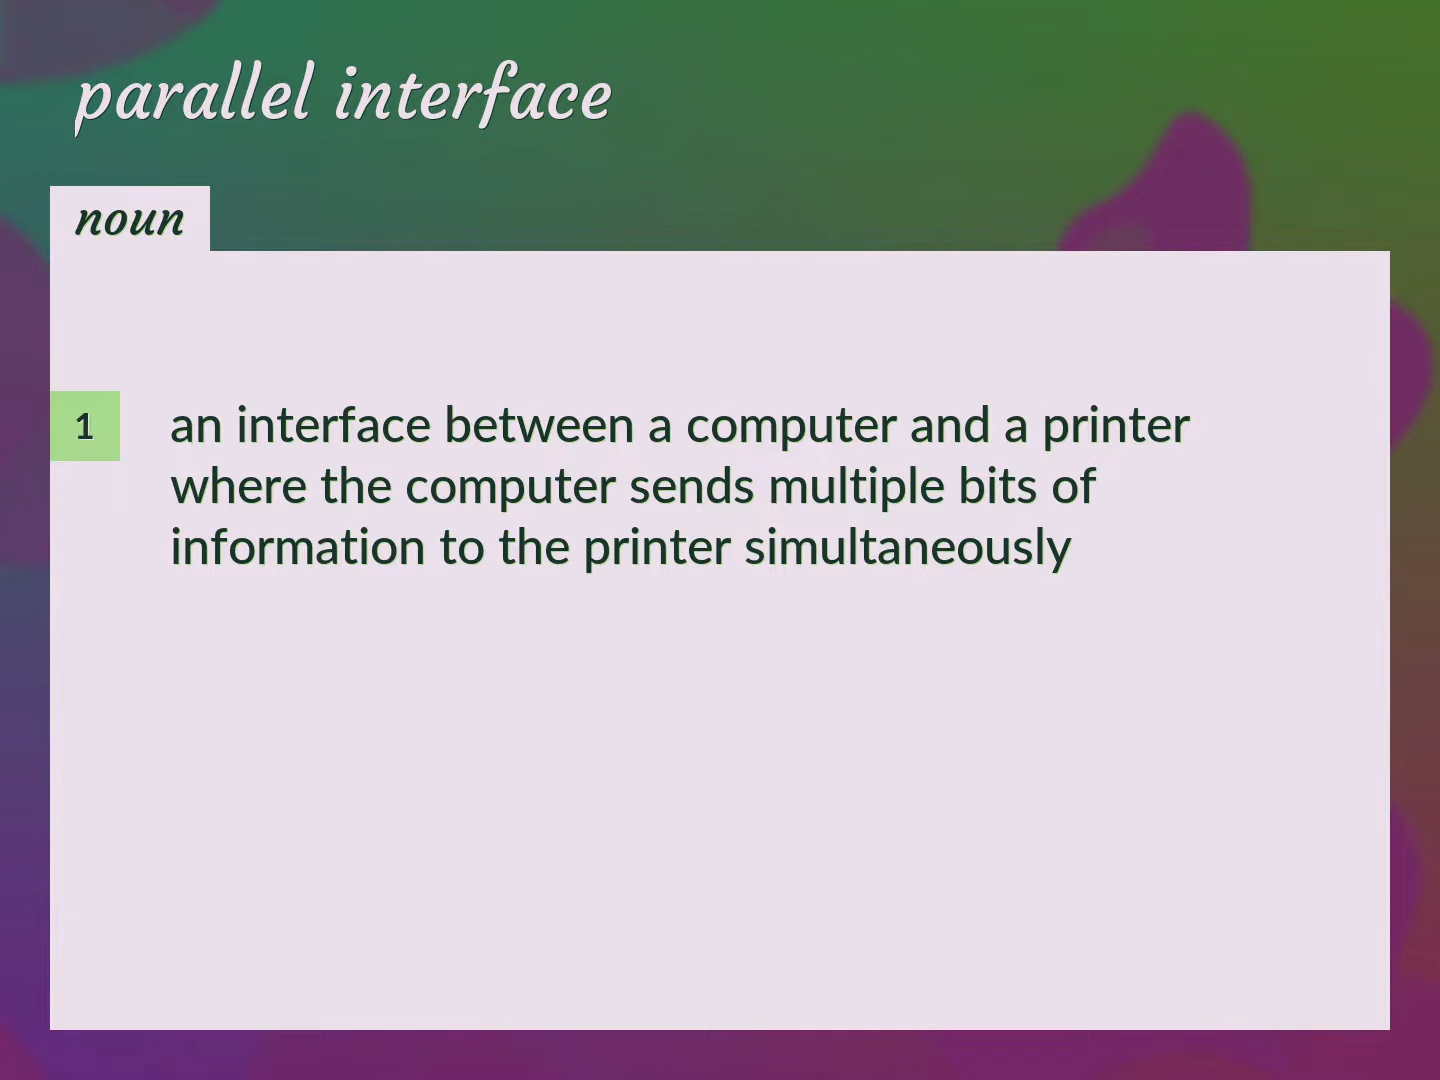 parallel interface
noun
1 an interface between a computer and a printer
where the computer sends multiple bits of
information to the printer simultaneously